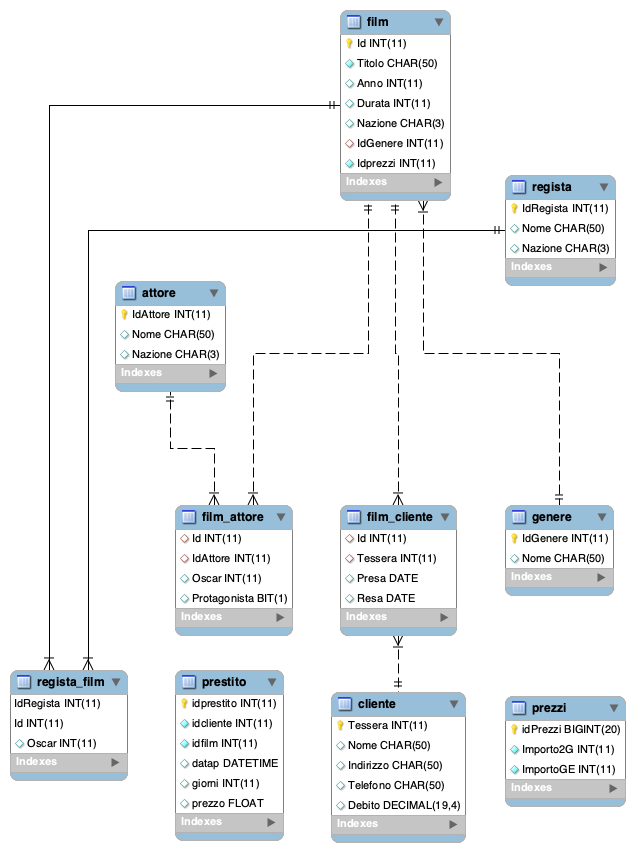 film
Id INT(11)
Titolo CHAR(50)
Anno INT(11)
Durata INT(11)
Nazione CHAR(3)
IdGenere INT(11)
Idprezzi INT(11)
Indexes
regista
IdRegista INT(11)
Nome CHAR(50)
Nazione CHAR(3)
Indexes
attore
IdAttore INT(11)
Nome CHAR(50)
Nazione CHAR(3)
Indexes
film_attore
Id INT(11)
IdAttore INT(11)
Oscar INT(11)
Protagonista BIT(1)
Indexes
film_cliente
Id INT(11)
Tessera INT(11)
Presa DATE
Resa DATE
Indexes
genere
IdGenere INT(11)
Nome CHAR(50)
Indexes
regista_film
IdRegista INT(11)
Id INT(11)
Oscar INT(11)
Indexes
prestito
idprestito INT(11)
idcliente INT(11)
idfilm INT(11)
datap DATETIME
giorni INT(11)
prezzo FLOAT
Indexes
cliente
Tessera INT(11)
Nome CHAR(50)
Indirizzo CHAR(50)
Telefono CHAR(50)
Debito DECIMAL(19,4)
Indexes
prezzi
idPrezzi BIGINT(20)
Importo2G INT(11)
ImportoGE INT(11)
Indexes